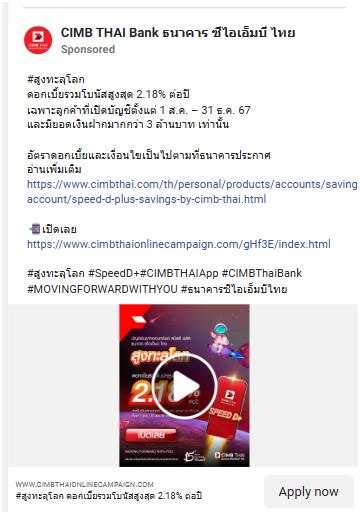 CIMB THAI Bank ธนาคาร ซีไอเอ็มบี ไทย
Sponsored
#สูงทะลุโลก
ดอกเบี้ยรวมโบนัสสูงสุด 2.18% ต่อปี
เฉพาะลูกค้าที่เปิดบัญชีตั้งแต่ 1 ส.ค. – 31 ธ.ค. 67
และมียอดเงินฝากมากกว่า 3 ล้านบาท เท่านั้น
อัตราดอกเบี้ยและเงื่อนไขเป็นไปตามที่ธนาคารประกาศ
อ่านเพิ่มเติม
https://www.cimbthai.com/th/personal/products/accounts/saving
account/speed-d-plus-savings-by-cimb-thai.html
เปิดเลย
https://www.cimbthaionlinecampaign.com/gHf3E/index.html
#สูงทะลุโลก #SpeedD+#CIMBTHAIApp #CIMBThaiBank
#MOVINGFORWARDWITHYOU #ธนาคารซีไอเอ็มบีไทย
CIMB THAI
สูงทะลุโลก
2.18%
SPEED D+
เปิดเลย
CIMB THAI
WWW.CIMBTHAIONLINECAMPAIGN.COM
#สูงทะลุโลก ดอกเบี้ยรวมโบนัสสูงสุด 2.18% ต่อปี
Apply now